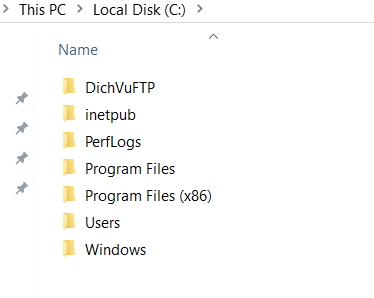 This PC > Local Disk (C:) >
Name
DichVuFTP
inetpub
PerfLogs
Program Files
Program Files (x86)
Users
Windows